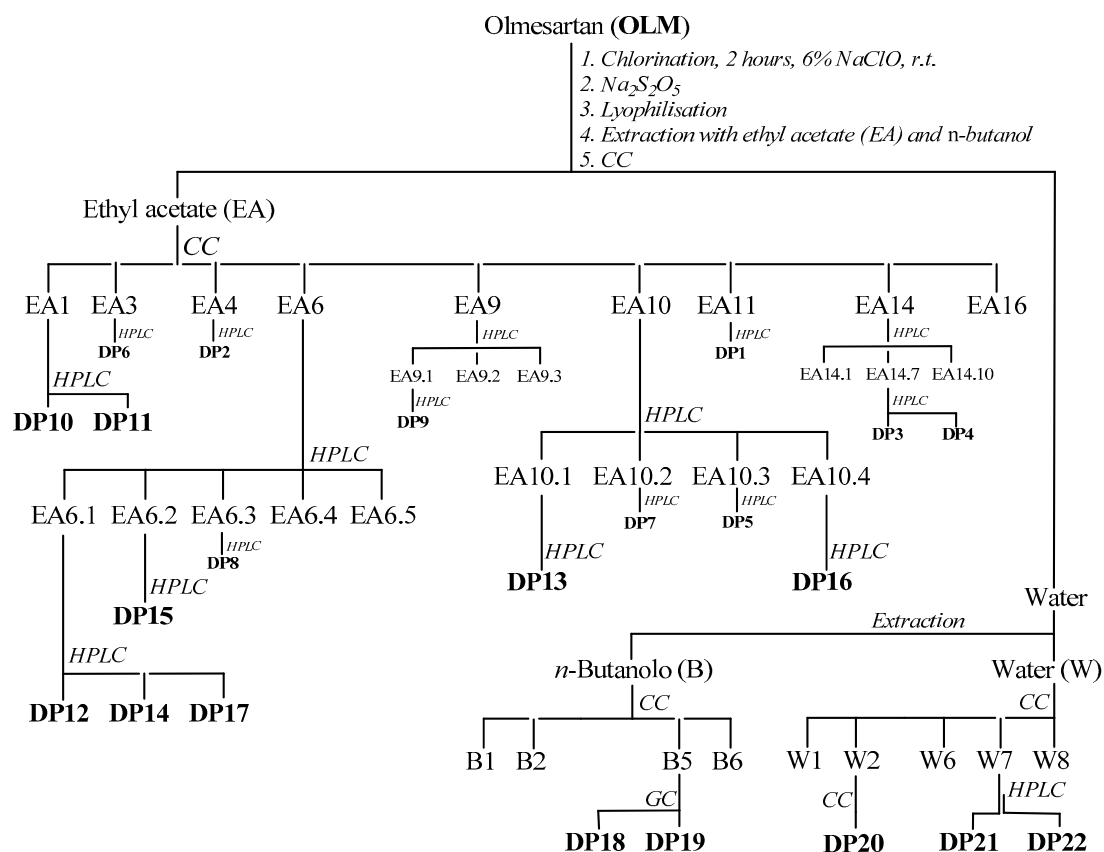 Olmesartan (OLM)
1. Chlorination, 2 hours, 6% NaClO, r.t.
2. Na2S2O5
3. Lyophilisation
4. Extraction with ethyl acetate (EA) and n-butanol
5. CC
Ethyl acetate (EA)
CC
EA1 EA3 EA4 EA6 EA9 EA10 EA11 EA14 EA16
HPLC HPLC HPLC HPLC HPLC
DP6 DP2 DP1
EA9.1 EA9.2 EA9.3 EA14.1 EA14.7 EA14.10
HPLC HPLC HPLC
DP10 DP11 DP9 HPLC DP3 DP4
HPLC
EA10.1 EA10.2 EA10.3 EA10.4
HPLC HPLC
EA6.1 EA6.2 EA6.3 EA6.4 EA6.5 DP7 DP5
HPLC HPLC HPLC
DP8 DP13 DP16
HPLC
DP15 Water
Extraction
HPLC n-Butanolo (B) Water (W)
DP12 DP14 DP17 CC CC
B1 B2 B5 B6 W1 W2 W6 W7 W8
GC CC HPLC
DP18 DP19 DP20 DP21 DP22